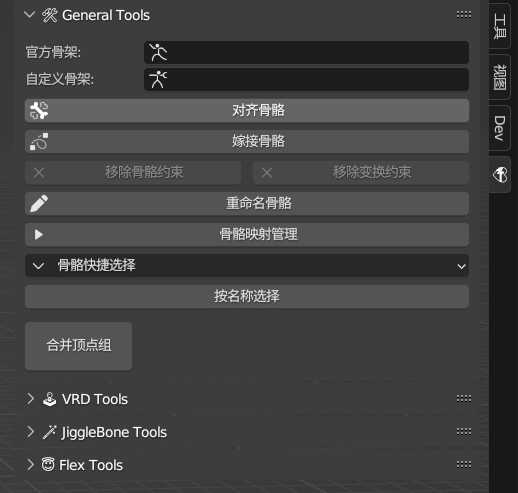 General Tools
官方骨架:
自定义骨架:
对齐骨骼
嫁接骨骼
移除骨骼约束 移除变换约束
重命名骨骼
骨骼映射管理
骨骼快捷选择
按名称选择
合并顶点组
VRD Tools
JiggleBone Tools
Flex Tools
工具
视图
Dev